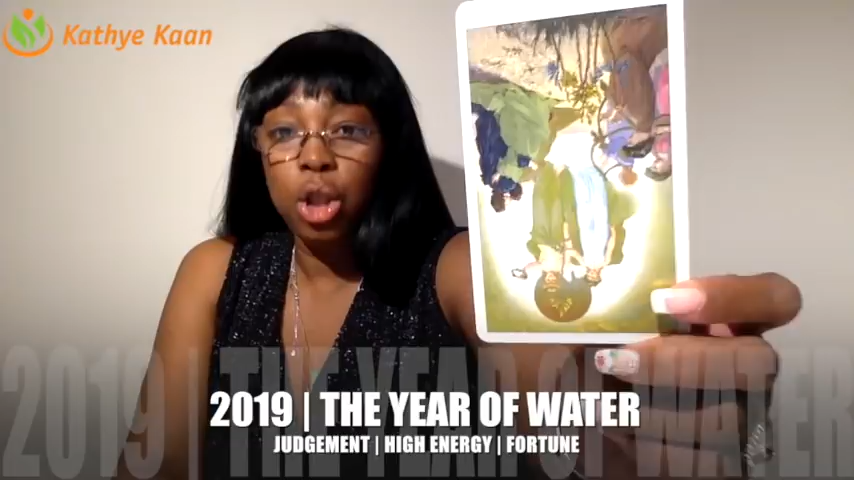 Kathye Kaan
2019 | THE YEAR OF WATER
2019 | THE YEAR OF WATER
JUDGEMENT | HIGH ENERGY | FORTUNE